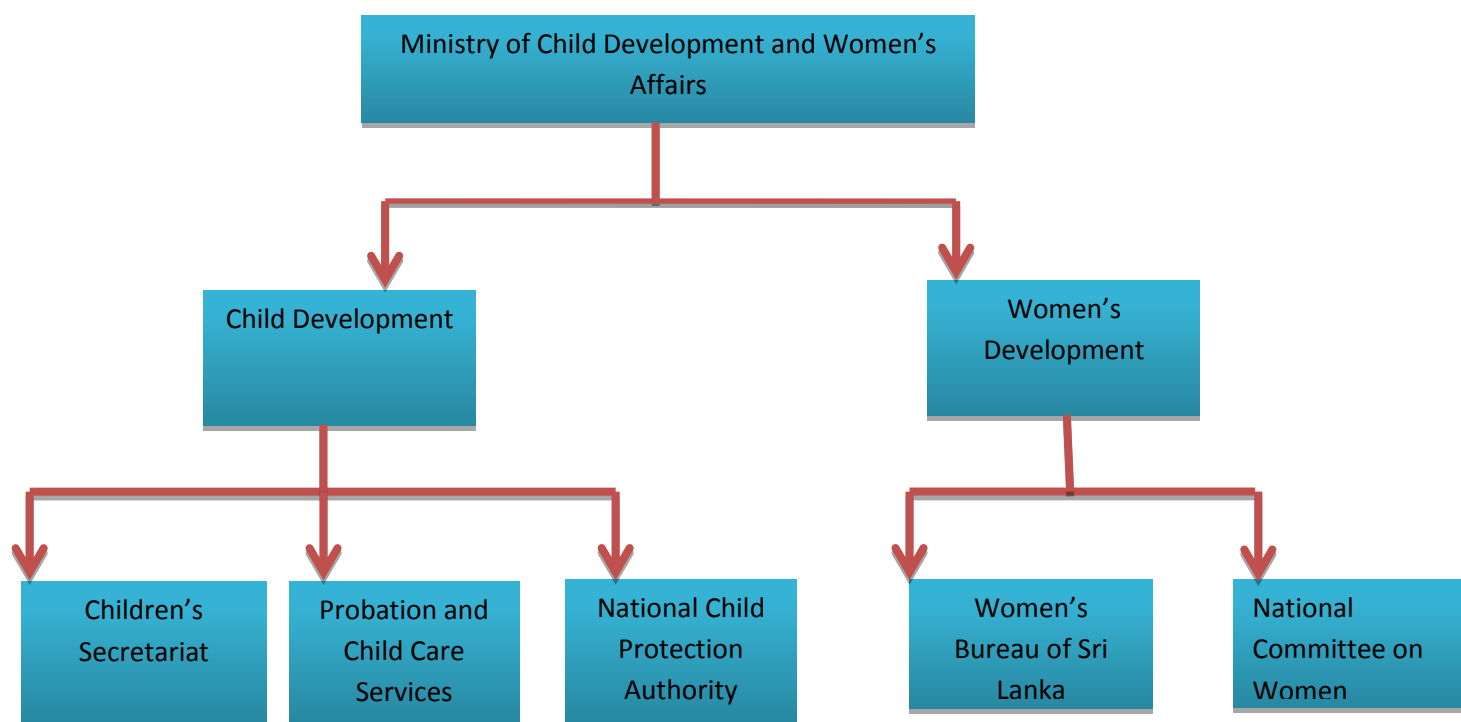 Ministry of Child Development and Women’s
Affairs
Child Development
Women’s
Development
Children’s
Secretariat
Probation and
Child Care
Services
National Child
Protection
Authority
Women’s
Bureau of Sri
Lanka
National
Committee on
Women